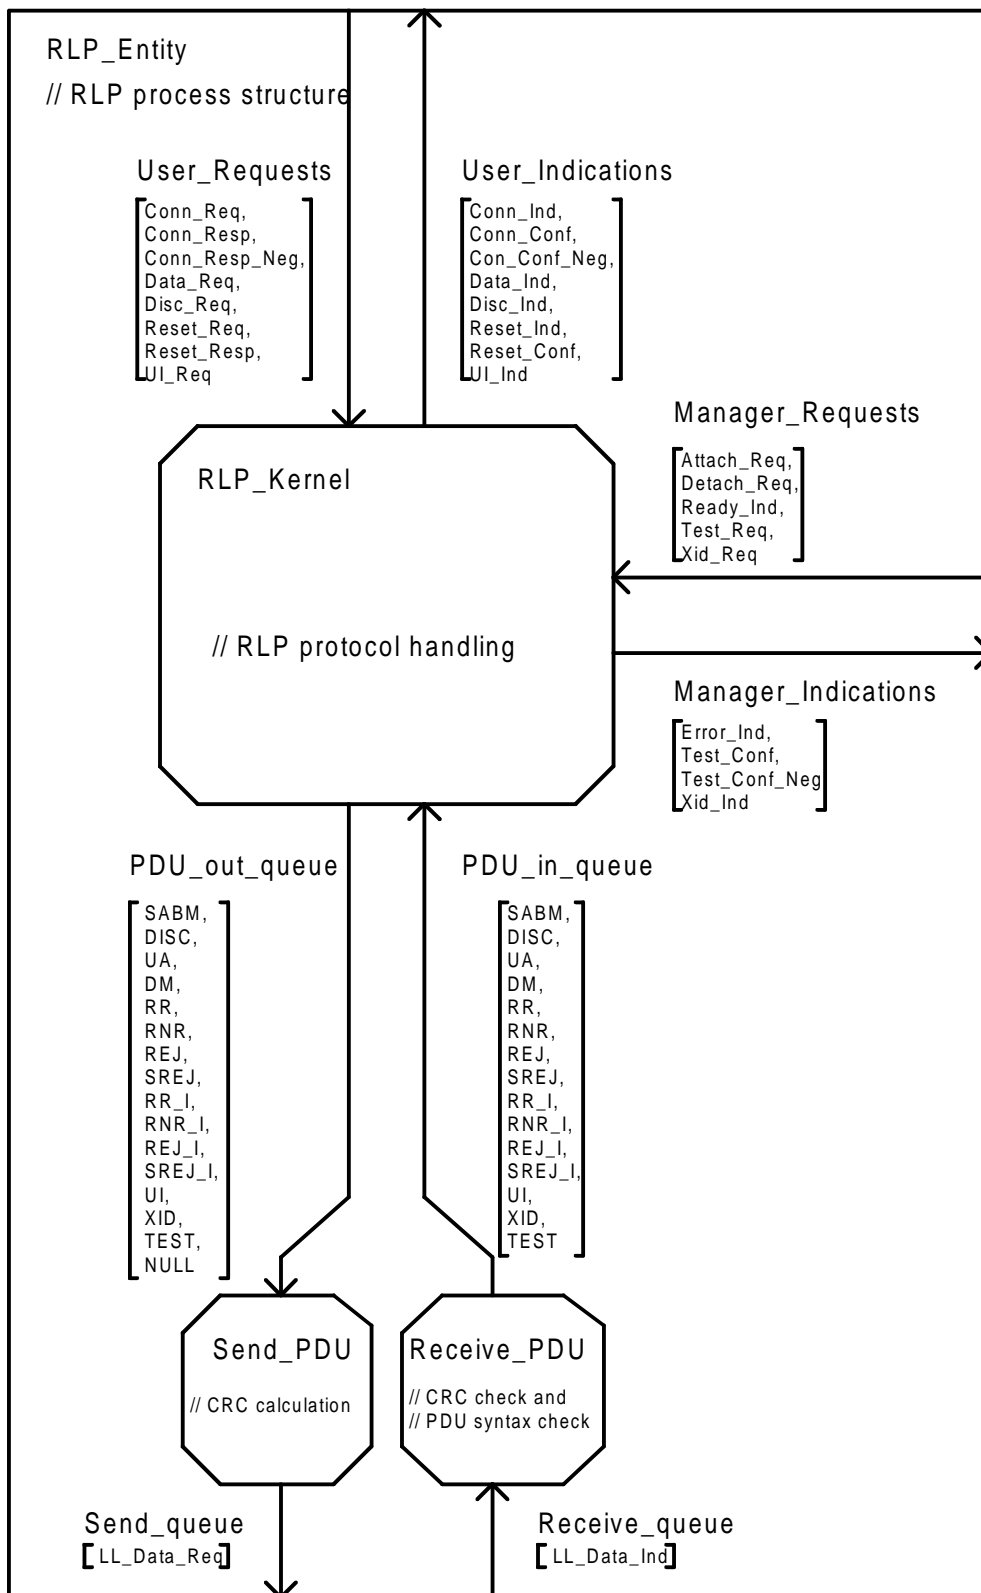 RLP_Entity
// RLP process structure
User_Requests
Conn_Req,
Conn_Resp,
Conn_Resp_Neg,
Data_Req,
Disc_Req,
Reset_Req,
Reset_Resp,
UI_Req
User_Indications
Conn_Ind,
Conn_Conf,
Con_Conf_Neg,
Data_Ind,
Disc_Ind,
Reset_Ind,
Reset_Conf,
UI_Ind
Manager_Requests
Attach_Req,
Detach_Req,
Ready_Ind,
Test_Req,
Xid_Req
RLP_Kernel
// RLP protocol handling
Manager_Indications
Error_Ind,
Test_Conf,
Test_Conf_Neg
Xid_Ind
PDU_out_queue
SABM,
DISC,
UA,
DM,
RR,
RNR,
REJ,
SREJ,
RR_I,
RNR_I,
REJ_I,
SREJ_I,
UI,
XID,
TEST,
NULL
PDU_in_queue
SABM,
DISC,
UA,
DM,
RR,
RNR,
REJ,
SREJ,
RR_I,
RNR_I,
REJ_I,
SREJ_I,
UI,
XID,
TEST
Send_PDU
// CRC calculation
Receive_PDU
// CRC check and
// PDU syntax check
Send_queue
[LL_Data_Req]
Receive_queue
[LL_Data_Ind]